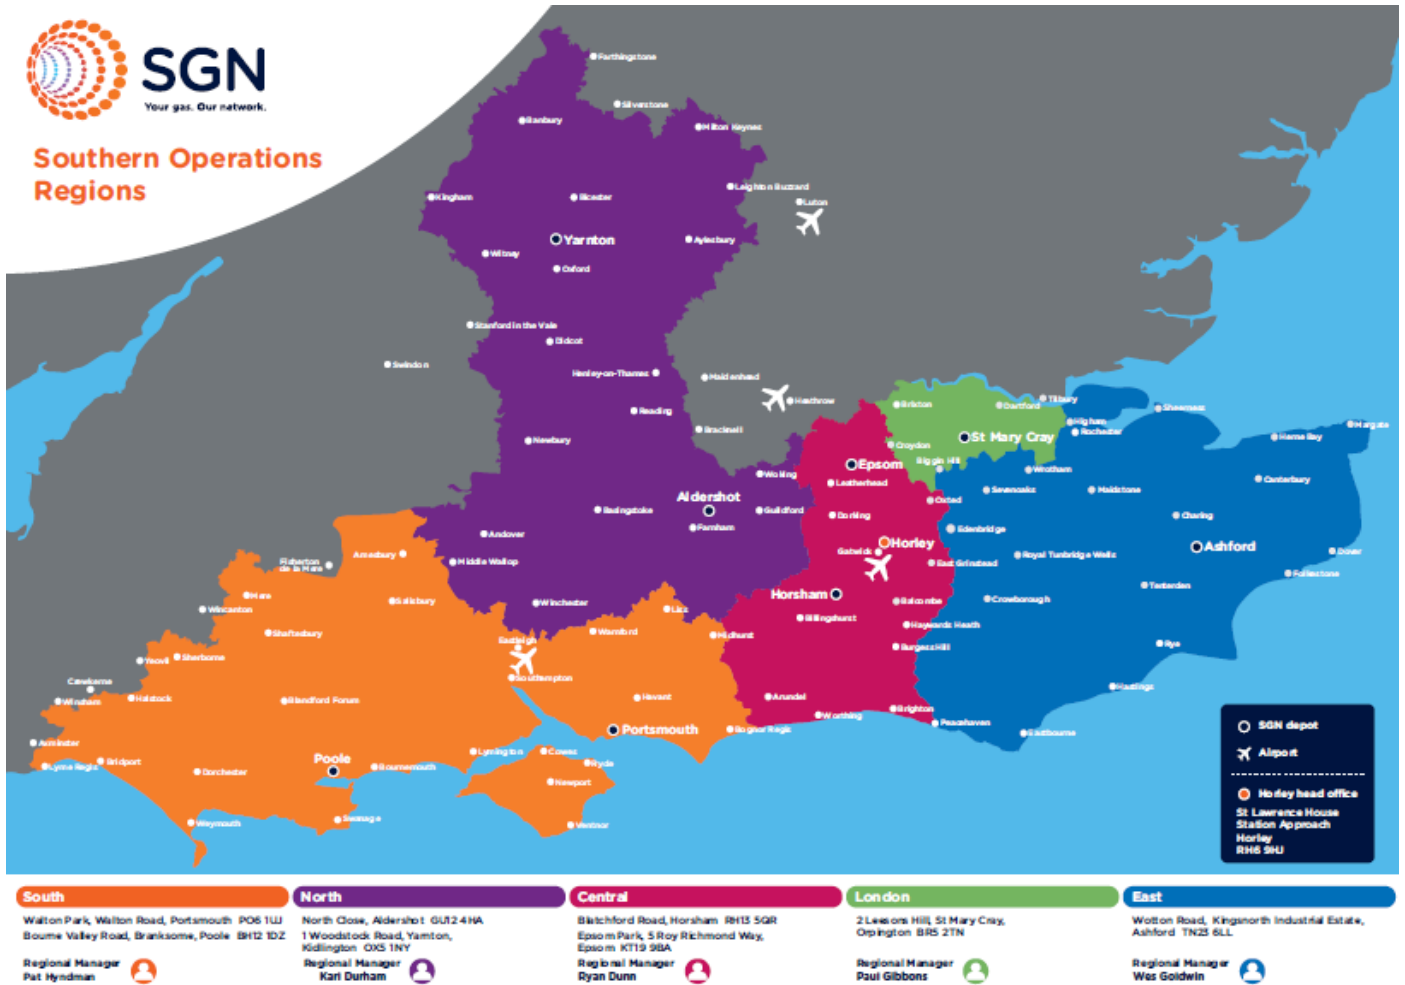 SGN
Your gas. Our network.
Southern Operations
Regions
Farthingstone
Silverstone
Banbury
Milton Keynes
Leighton Buzzard
Kingham
Bicester
Luton
Yarnton
Aylesbury
Witney
Oxford
Stanford in the Vale
Didcot
Swindon
Henley-on-Thames
Maidenhead
Heathrow
Reading
Bracknell
Newbury
Brixton
Dartford
Tilbury
Sheerness
Higham
Rochester
Margate
Herne Bay
St Mary Cray
Croydon
Biggin Hill
Epsom
Wrotham
Woking
Leatherhead
Canterbury
Sevenoaks
Maidstone
Oxted
Aldershot
Basingstoke
Guildford
Dorking
Charing
Farnham
Edenbridge
Andover
Horley
Gatwick
Ashford
Amesbury
Royal Tunbridge Wells
Dover
Fisherton
de la Mere
Middle Wallop
East Grinstead
Folkestone
Tenterden
Mere
Salisbury
Winchester
Horsham
Balcombe
Crowborough
Wincanton
Liss
Billingshurst
Haywards Heath
Shaftesbury
Warnford
Midhurst
Eastleigh
Burgess Hill
Rye
Yeovil
Sherborne
Crewkerne
Southampton
Hastings
Winsham
Halstock
Blandford Forum
Havant
Arundel
Brighton
Worthing
Peacehaven
Portsmouth
Bognor Regis
Eastbourne
Axminster
Lymington
Cowes
Poole
Ryde
Lyme Regis
Bridport
Dorchester
Bournemouth
Newport
Weymouth
Swanage
Ventnor
SGN depot
Airport
Horley head office
St Lawrence House
Station Approach
Horley
RH6 9HJ
South
Walton Park, Walton Road, Portsmouth PO6 1UJ
Bourne Valley Road, Branksome, Poole BH12 1DZ
Regional Manager
Pat Hyndman
North
North Close, Aldershot GU12 4HA
1 Woodstock Road, Yarnton,
Kidlington OX5 1NY
Regional Manager
Karl Durham
Central
Blatchford Road, Horsham RH13 5QR
Epsom Park, 5 Roy Richmond Way,
Epsom KT19 9BA
Regional Manager
Ryan Dunn
London
2 Leesons Hill, St Mary Cray,
Orpington BR5 2TN
Regional Manager
Paul Gibbons
East
Wotton Road, Kingsnorth Industrial Estate,
Ashford TN23 6LL
Regional Manager
Wes Goldwin